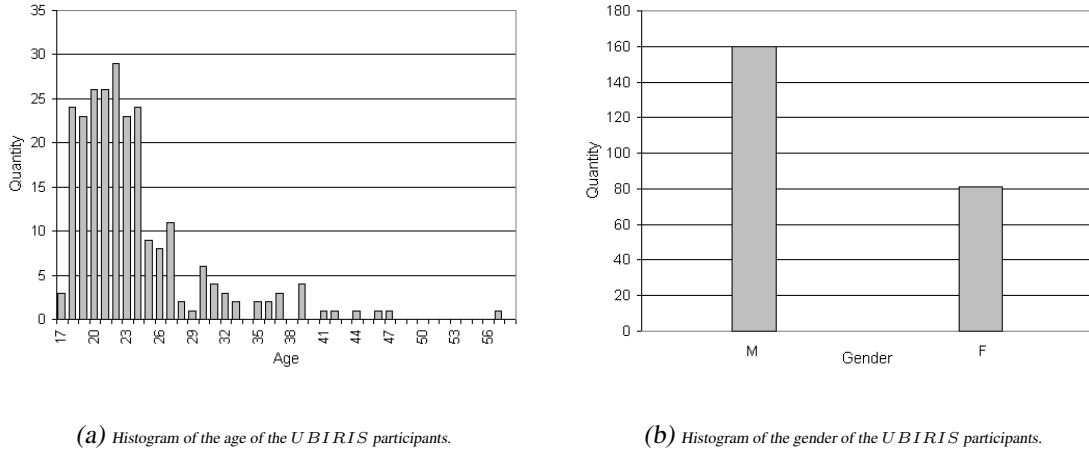 35
30
25
20
15
10
5
0
Quantity
17 20 23 26 29 32 35 38 41 44 47 50 53 56
Age
(a) Histogram of the age of the UBIRIS participants.
180
160
140
120
100
80
60
40
20
0
Quantity
M F
Gender
(b) Histogram of the gender of the UBIRIS participants.